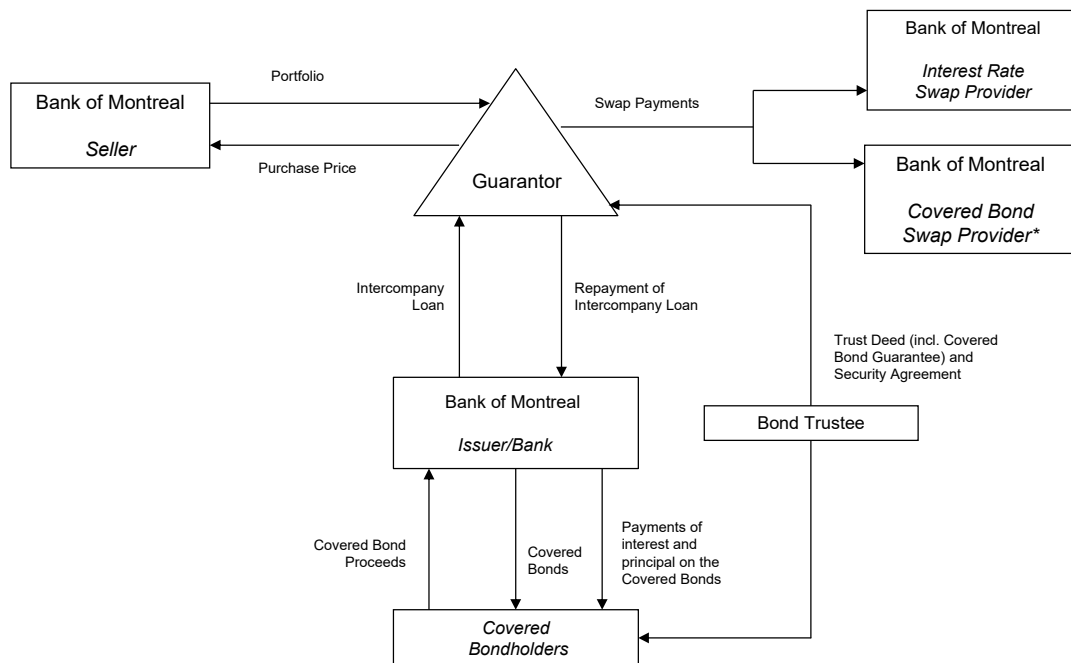 Bank of Montreal
Interest Rate
Swap Provider
Portfolio
Swap Payments
Bank of Montreal
Seller
Purchase Price
Guarantor
Bank of Montreal
Covered Bond
Swap Provider*
Intercompany
Loan
Repayment of
Intercompany Loan
Trust Deed (incl. Covered
Bond Guarantee) and
Security Agreement
Bank of Montreal
Issuer/Bank
Bond Trustee
Covered Bond
Proceeds
Covered
Bonds
Payments of
interest and
principal on the
Covered Bonds
Covered
Bondholders